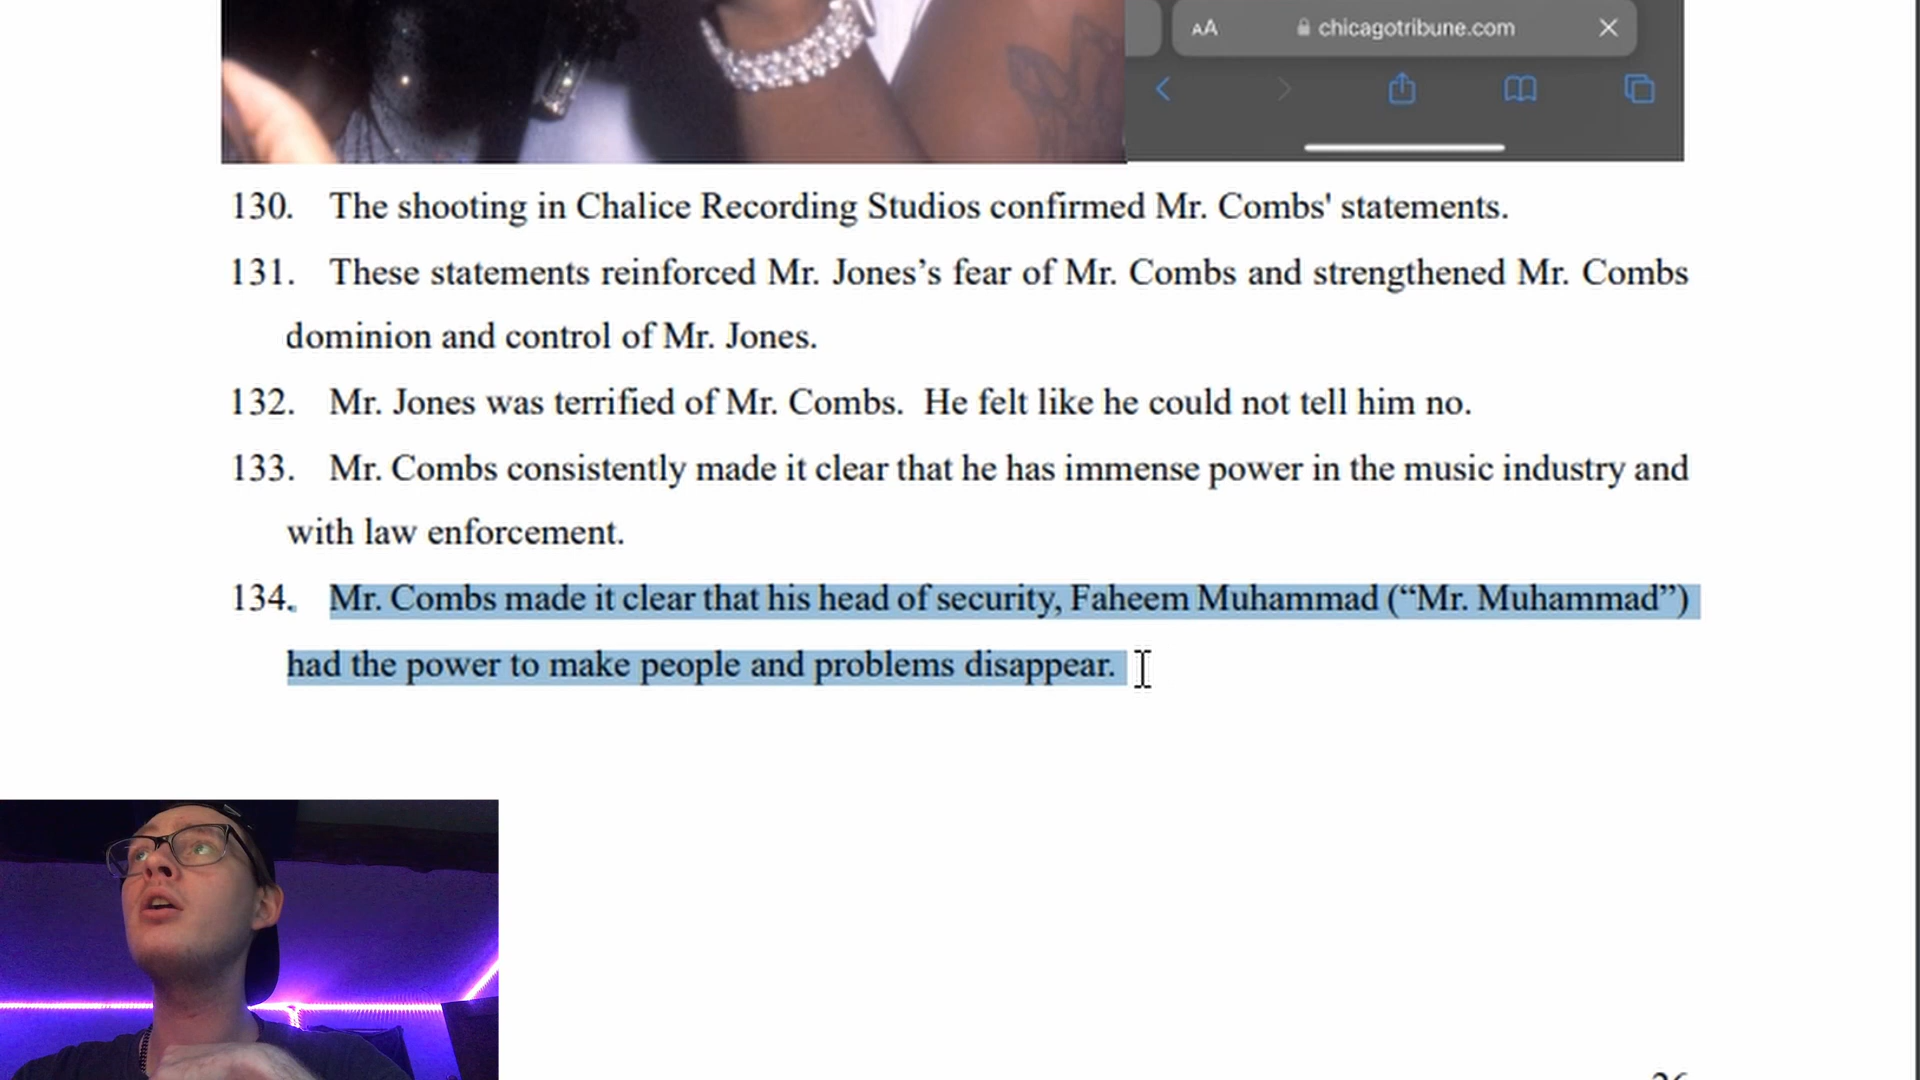 AA chicagotribune.com
130. The shooting in Chalice Recording Studios confirmed Mr. Combs' statements.
131. These statements reinforced Mr. Jones’s fear of Mr. Combs and strengthened Mr. Combs
dominion and control of Mr. Jones.
132. Mr. Jones was terrified of Mr. Combs. He felt like he could not tell him no.
133. Mr. Combs consistently made it clear that he has immense power in the music industry and
with law enforcement.
134. Mr. Combs made it clear that his head of security, Faheem Muhammad (“Mr. Muhammad”)
had the power to make people and problems disappear.